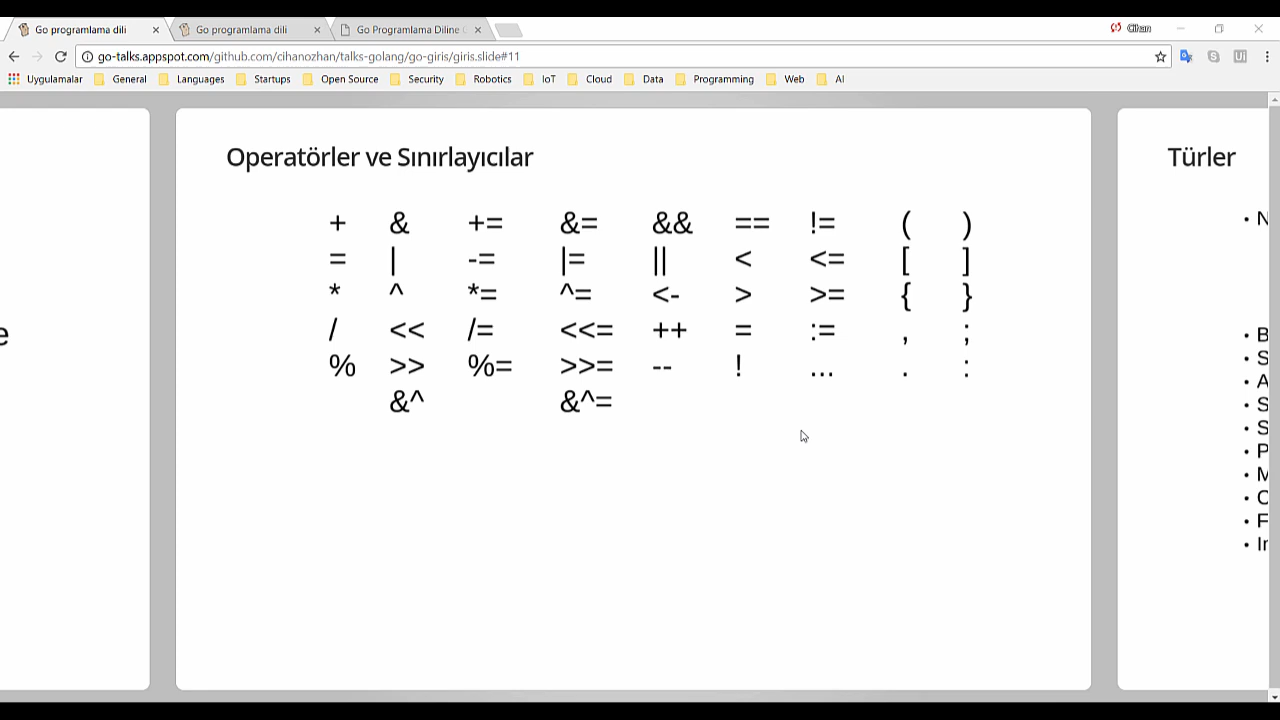 Go programlama dili
Go programlama dili
Go Programlama Diline
Cihan
go-talks.appspot.com/github.com/cihanozhan/talks-golang/go-giris/giris.slide#11
Uygulamalar General Languages Startups Open Source Security Robotics IoT Cloud Data Programming Web AI
Operatörler ve Sınırlayıcılar
+ & += &= && == != ( )
= | -= |= || < <= [ ]
* ^ *= ^= <- > >= { }
/ << /= <<= ++ = := , ;
% >> %= >>= -- ! ... . :
&^ &^=
e
Türler
• N
• B
• S
• A
• S
• S
• P
• M
• C
• F